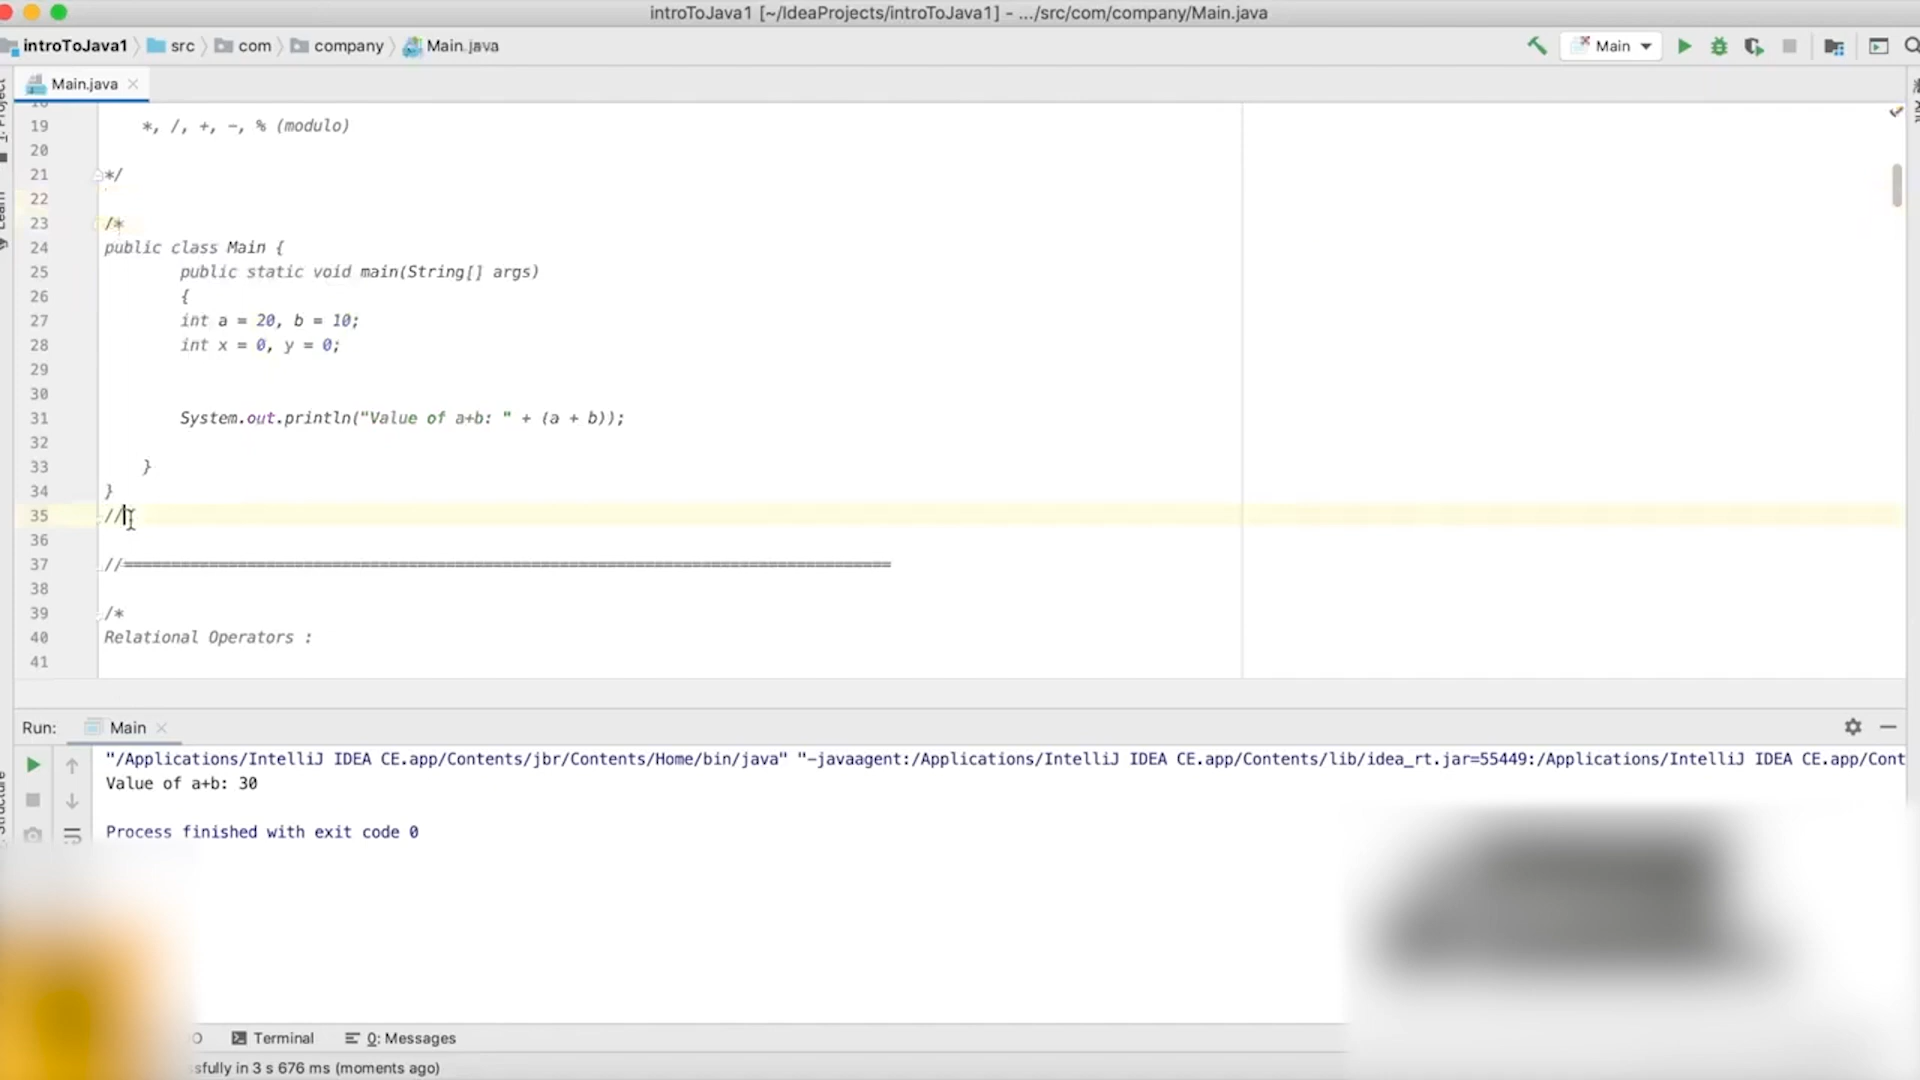 introToJava1 [~/IdeaProjects/introToJava1] - .../src/com/company/Main.java
introToJava1 src com company Main.java
Main
Main.java
19 *, /, +, -, % (modulo)
20
21 */
22
23 /*
24 public class Main {
25 public static void main(String[] args)
26 {
27 int a = 20, b = 10;
28 int x = 0, y = 0;
29
30
31 System.out.println("Value of a+b: " + (a + b));
32
33 }
34 }
35 //
36
37 //=================================================================================
38
39 /*
40 Relational Operators :
41
Run: Main
"/Applications/IntelliJ IDEA CE.app/Contents/jbr/Contents/Home/bin/java" "-javaagent:/Applications/IntelliJ IDEA CE.app/Contents/lib/idea_rt.jar=55449:/Applications/IntelliJ IDEA CE.app/Cont
Value of a+b: 30
Process finished with exit code 0
Terminal 0: Messages
sfully in 3 s 676 ms (moments ago)